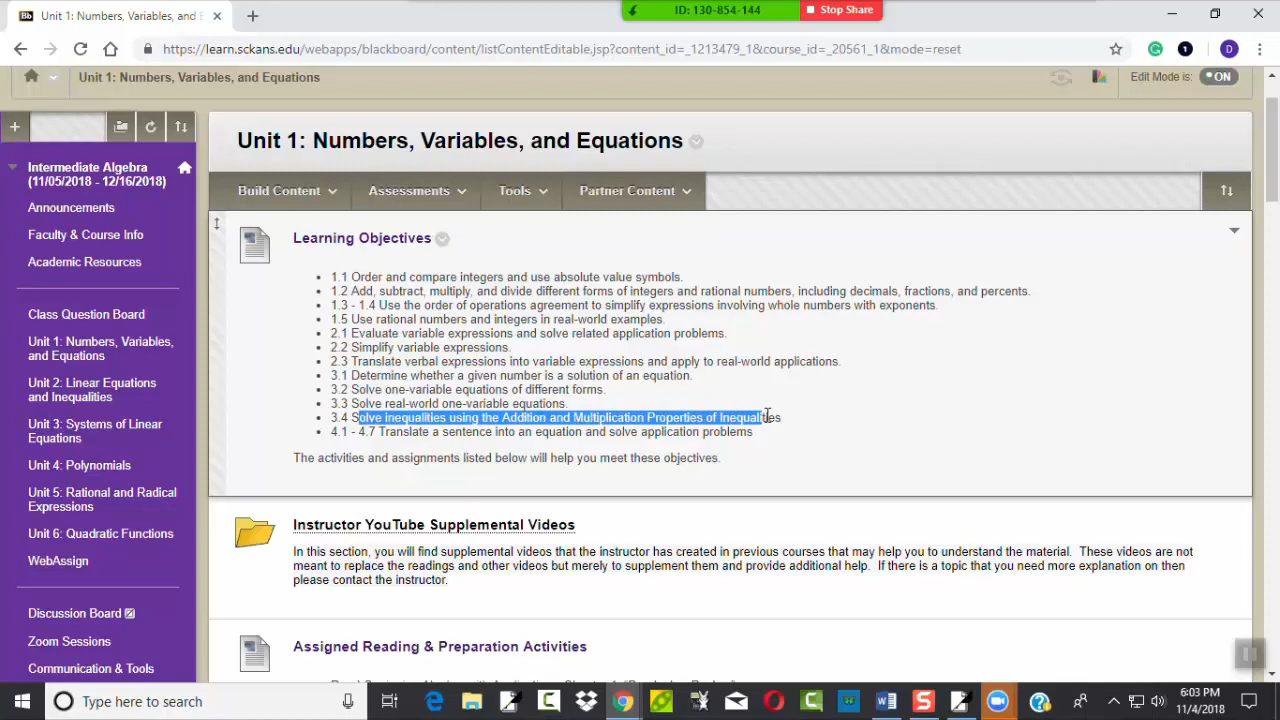 Unit 1: Numbers, Variables, and E
ID: 130-854-144
Stop Share
https://learn.sckans.edu/webapps/blackboard/content/listContentEditable.jsp?content_id=_1213479_1&course_id=_20561_1&mode=reset
D
Unit 1: Numbers, Variables, and Equations
Edit Mode is:
ON
Intermediate Algebra
(11/05/2018 - 12/16/2018)
Announcements
Faculty & Course Info
Academic Resources
Class Question Board
Unit 1: Numbers, Variables,
and Equations
Unit 2: Linear Equations
and Inequalities
Unit 3: Systems of Linear
Equations
Unit 4: Polynomials
Unit 5: Rational and Radical
Expressions
Unit 6: Quadratic Functions
WebAssign
Discussion Board
Zoom Sessions
Communication & Tools
Unit 1: Numbers, Variables, and Equations
Build Content
Assessments
Tools
Partner Content
Learning Objectives
• 1.1 Order and compare integers and use absolute value symbols.
• 1.2 Add, subtract, multiply, and divide different forms of integers and rational numbers, including decimals, fractions, and percents.
• 1.3 - 1.4 Use the order of operations agreement to simplify expressions involving whole numbers with exponents.
• 1.5 Use rational numbers and integers in real-world examples.
• 2.1 Evaluate variable expressions and solve related application problems.
• 2.2 Simplify variable expressions.
• 2.3 Translate verbal expressions into variable expressions and apply to real-world applications.
• 3.1 Determine whether a given number is a solution of an equation.
• 3.2 Solve one-variable equations of different forms.
• 3.3 Solve real-world one-variable equations.
• 3.4 Solve inequalities using the Addition and Multiplication Properties of Inequalities
• 4.1 - 4.7 Translate a sentence into an equation and solve application problems
The activities and assignments listed below will help you meet these objectives.
Instructor YouTube Supplemental Videos
In this section, you will find supplemental videos that the instructor has created in previous courses that may help you to understand the material. These videos are not
meant to replace the readings and other videos but merely to supplement them and provide additional help. If there is a topic that you need more explanation on then
please contact the instructor.
Assigned Reading & Preparation Activities
Type here to search
6:03 PM
11/4/2018